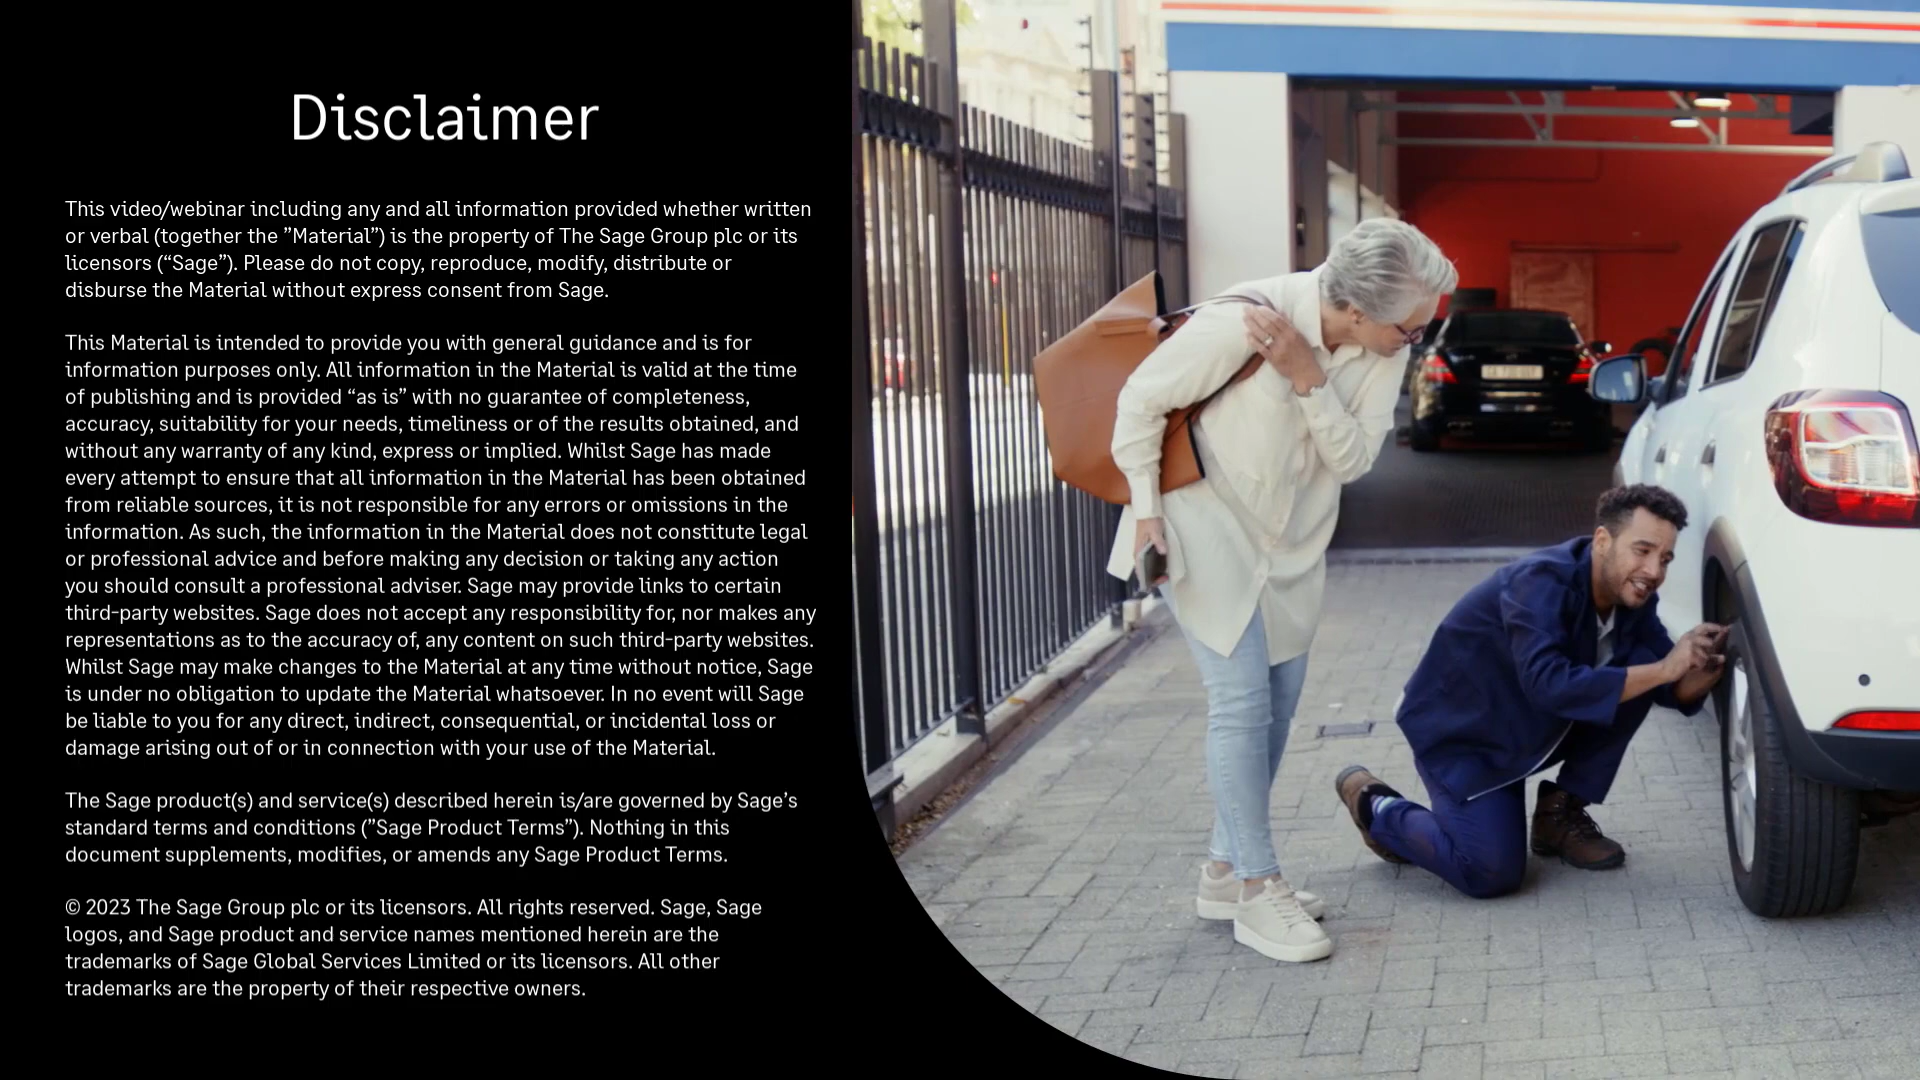 Disclaimer
This video/webinar including any and all information provided whether written
or verbal (together the ”Material”) is the property of The Sage Group plc or its
licensors (“Sage”). Please do not copy, reproduce, modify, distribute or
disburse the Material without express consent from Sage.
This Material is intended to provide you with general guidance and is for
information purposes only. All information in the Material is valid at the time
of publishing and is provided “as is” with no guarantee of completeness,
accuracy, suitability for your needs, timeliness or of the results obtained, and
without any warranty of any kind, express or implied. Whilst Sage has made
every attempt to ensure that all information in the Material has been obtained
from reliable sources, it is not responsible for any errors or omissions in the
information. As such, the information in the Material does not constitute legal
or professional advice and before making any decision or taking any action
you should consult a professional adviser. Sage may provide links to certain
third-party websites. Sage does not accept any responsibility for, nor makes any
representations as to the accuracy of, any content on such third-party websites.
Whilst Sage may make changes to the Material at any time without notice, Sage
is under no obligation to update the Material whatsoever. In no event will Sage
be liable to you for any direct, indirect, consequential, or incidental loss or
damage arising out of or in connection with your use of the Material.
The Sage product(s) and service(s) described herein is/are governed by Sage’s
standard terms and conditions (”Sage Product Terms”). Nothing in this
document supplements, modifies, or amends any Sage Product Terms.
© 2023 The Sage Group plc or its licensors. All rights reserved. Sage, Sage
logos, and Sage product and service names mentioned herein are the
trademarks of Sage Global Services Limited or its licensors. All other
trademarks are the property of their respective owners.